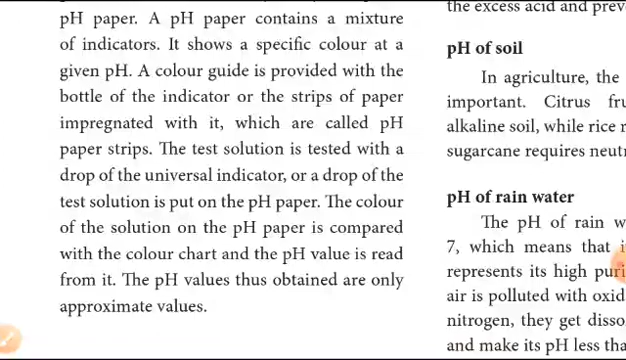 pH paper. A pH paper contains a mixture
of indicators. It shows a specific colour at a
given pH. A colour guide is provided with the
bottle of the indicator or the strips of paper
impregnated with it, which are called pH
paper strips. The test solution is tested with a
drop of the universal indicator, or a drop of the
test solution is put on the pH paper. The colour
of the solution on the pH paper is compared
with the colour chart and the pH value is read
from it. The pH values thus obtained are only
approximate values.
the excess acid and
pH of soil
In agriculture, the
important. Citrus
alkaline soil, while rice
sugarcane requires
pH of rain water
The pH of rain
7, which means that
represents its high
air is polluted with
nitrogen, they get
and make its pH less